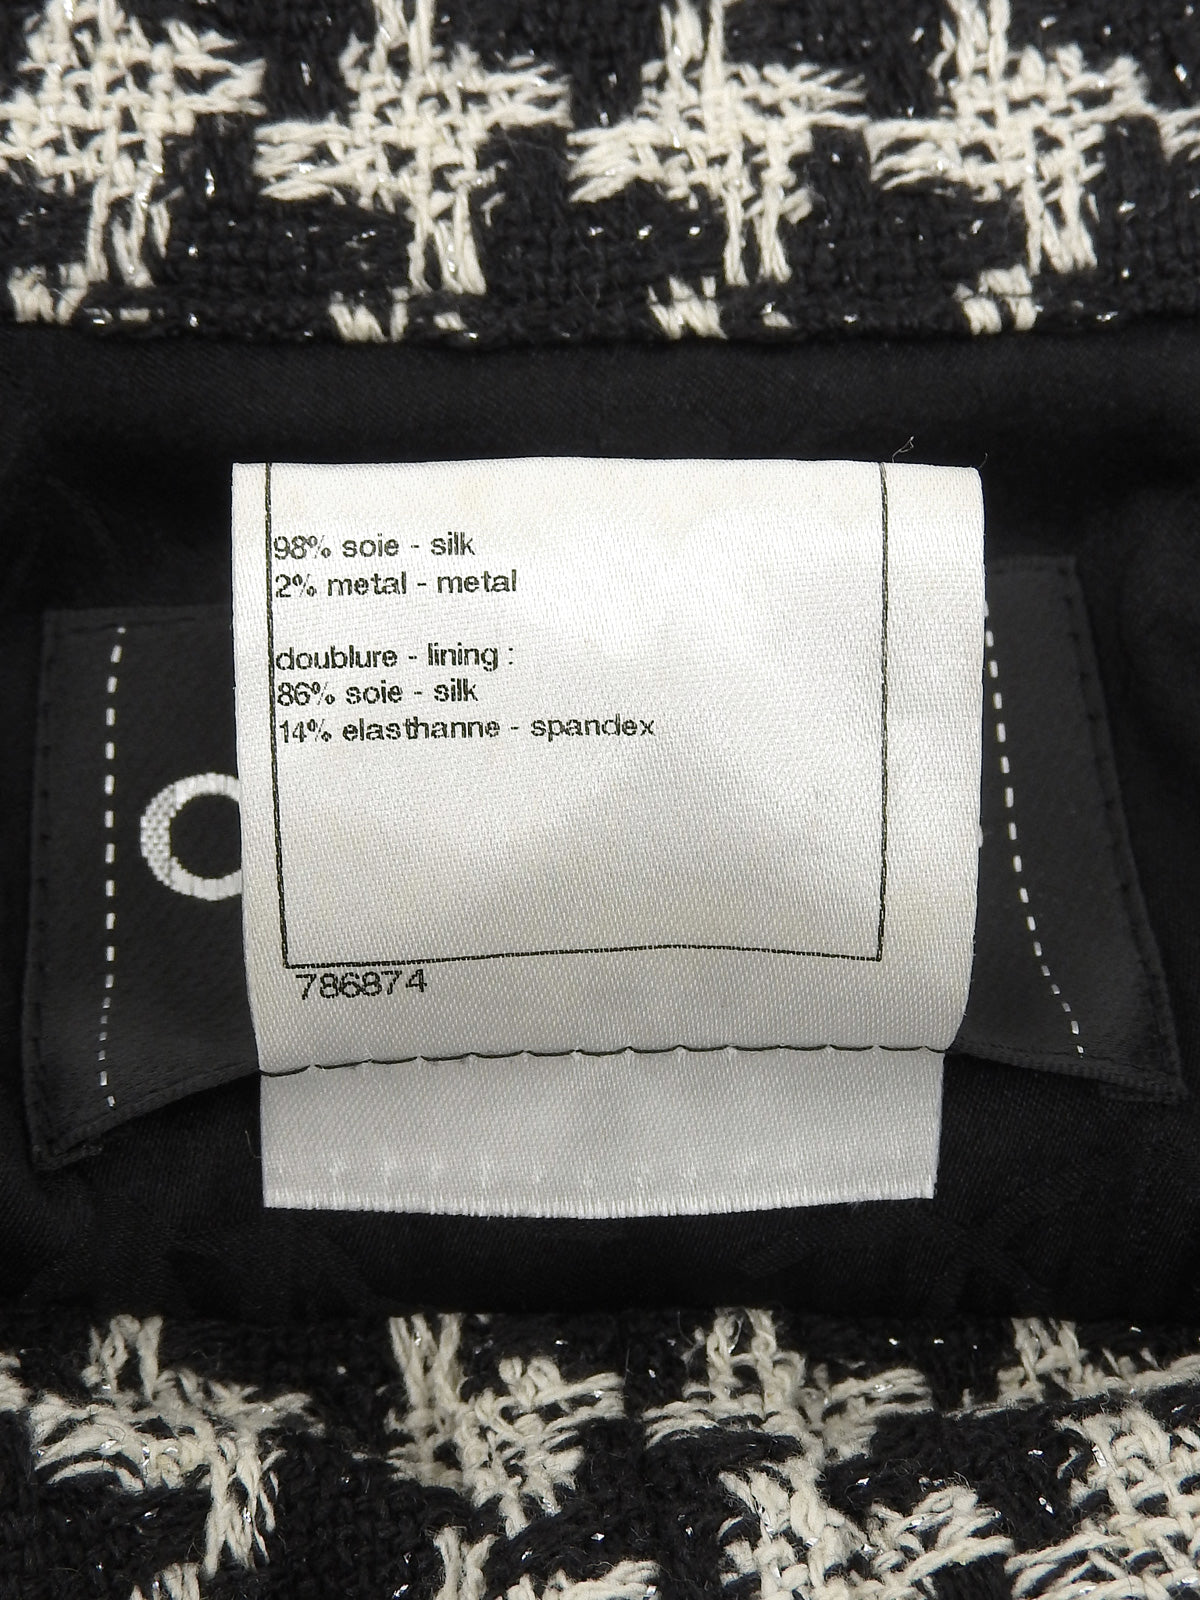 98% soie - silk
2% metal - metal
doublure - lining :
86% soie - silk
14% elasthanne - spandex
786874